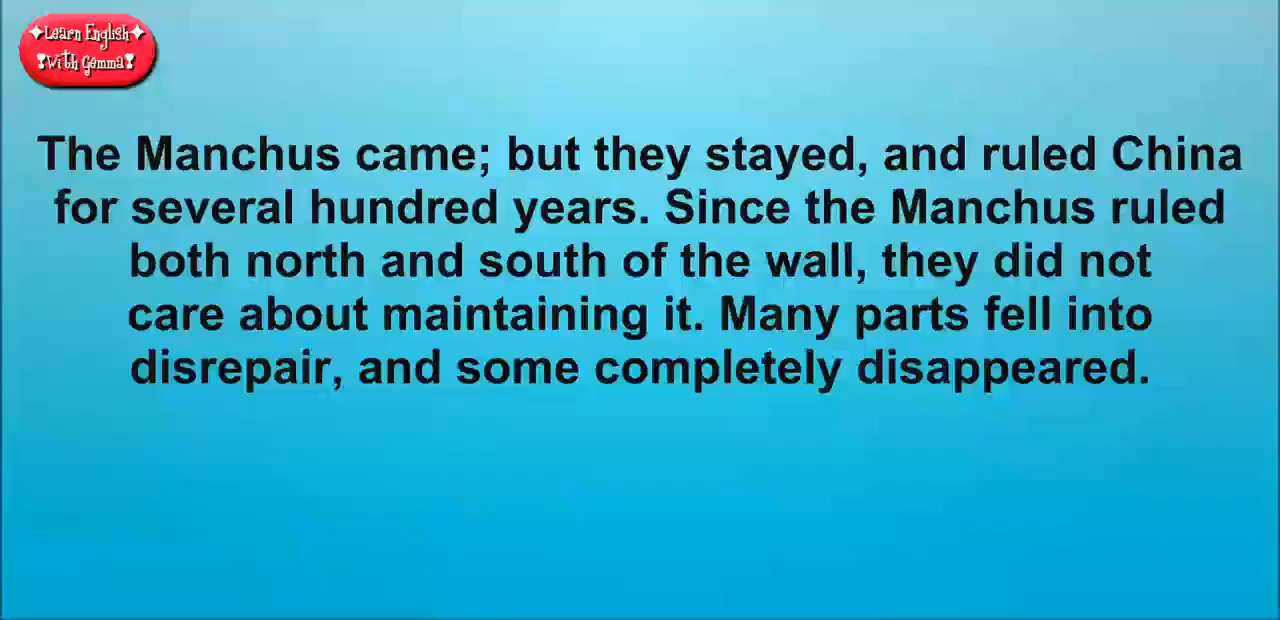 ✦Learn English✦
❣With Gemma❣
The Manchus came; but they stayed, and ruled China
for several hundred years. Since the Manchus ruled
both north and south of the wall, they did not
care about maintaining it. Many parts fell into
disrepair, and some completely disappeared.